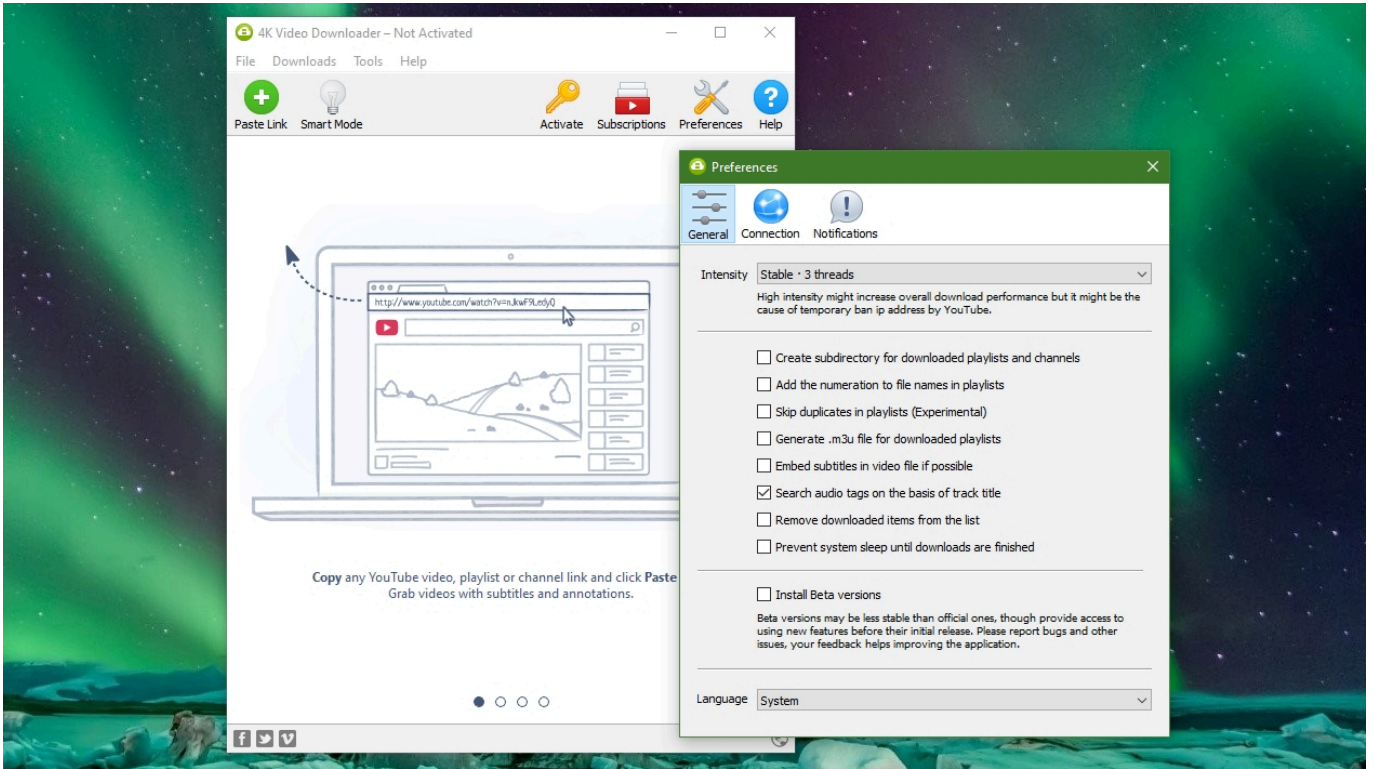 4K Video Downloader – Not Activated
File Downloads Tools Help
Paste Link Smart Mode Activate Subscriptions Preferences Help
http://www.youtube.com/watch?v=nJkwF9LedyQ
Copy any YouTube video, playlist or channel link and click Paste
Grab videos with subtitles and annotations.
Preferences
General Connection Notifications
Intensity Stable · 3 threads
High intensity might increase overall download performance but it might be the
cause of temporary ban ip address by YouTube.
Create subdirectory for downloaded playlists and channels
Add the numeration to file names in playlists
Skip duplicates in playlists (Experimental)
Generate .m3u file for downloaded playlists
Embed subtitles in video file if possible
Search audio tags on the basis of track title
Remove downloaded items from the list
Prevent system sleep until downloads are finished
Install Beta versions
Beta versions may be less stable than official ones, though provide access to
using new features before their initial release. Please report bugs and other
issues, your feedback helps improving the application.
Language System